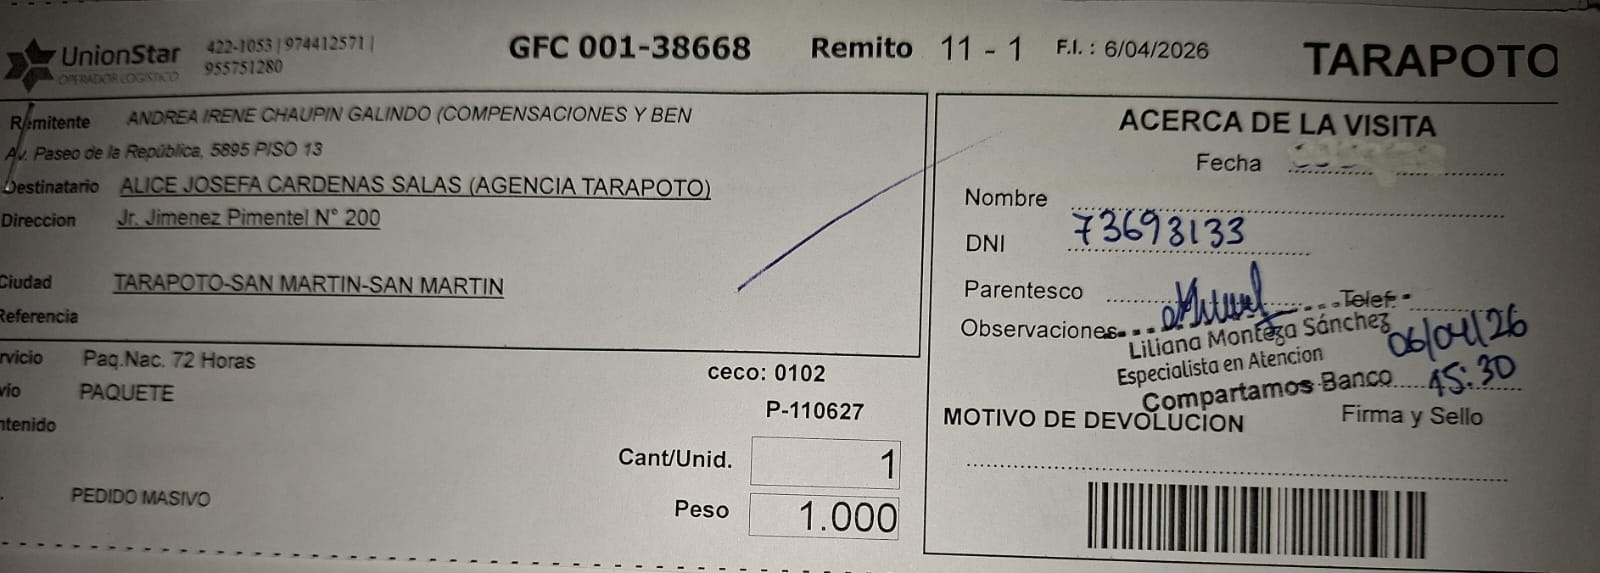 UnionStar
OPERADOR LOGISTICO
422-1053 | 974412571 |
955751280
GFC 001-38668
Remito 11 - 1
F.I. : 6/04/2026
TARAPOTO
Remitente ANDREA IRENE CHAUPIN GALINDO (COMPENSACIONES Y BEN
Av. Paseo de la República, 5895 PISO 13
Destinatario ALICE JOSEFA CARDENAS SALAS (AGENCIA TARAPOTO)
Direccion Jr. Jimenez Pimentel N° 200
Ciudad TARAPOTO-SAN MARTIN-SAN MARTIN
Referencia
rvicio Paq.Nac. 72 Horas
vio PAQUETE
ntenido
ceco: 0102
P-110627
Cant/Unid. 1
PEDIDO MASIVO
Peso 1.000
ACERCA DE LA VISITA
Fecha
Nombre
DNI 73693133
Parentesco
Telef.
Observaciones
Liliana Monteza Sánchez
Especialista en Atencion
Compartamos Banco
06/04/26
15:30
MOTIVO DE DEVOLUCION
Firma y Sello